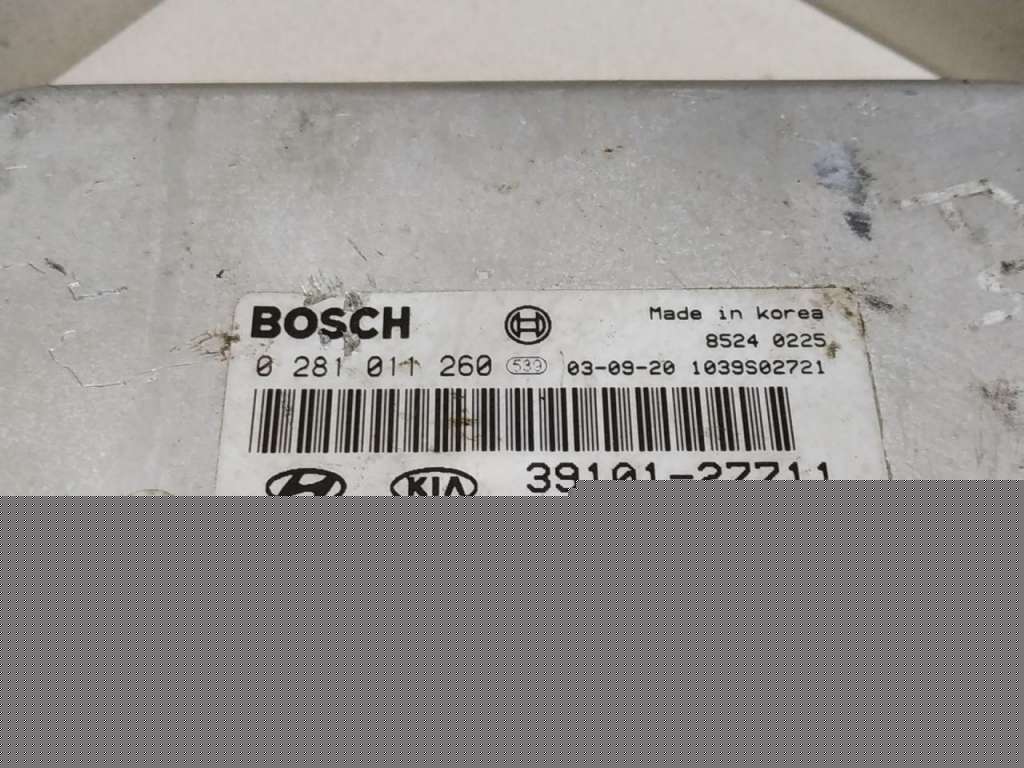 BOSCH
Made in korea
8524 0225
0 281 011 260 539 03-09-20 1039S02721
KIA 39101-27711